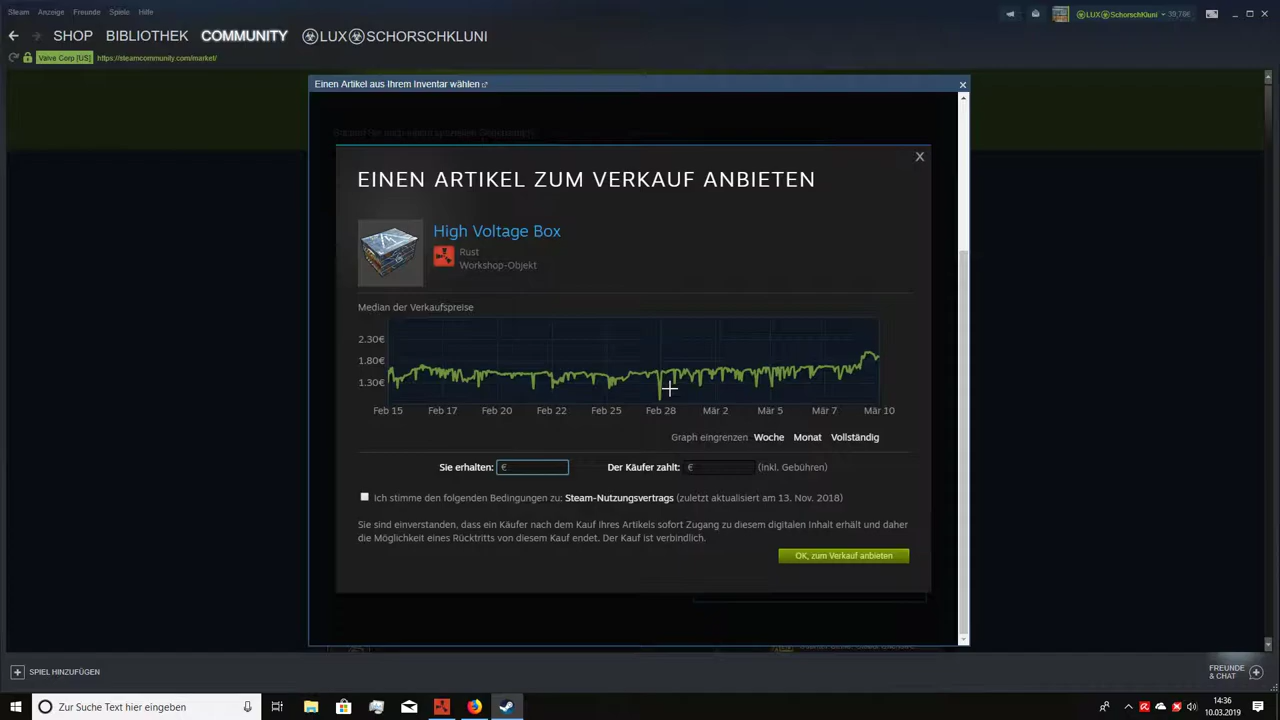 Steam Anzeige Freunde Spiele Hilfe
LUX SchorschKluni 39,78€
SHOP BIBLIOTHEK COMMUNITY LUX SCHORSCHKLUNI
Valve Corp [US] https://steamcommunity.com/market/
Einen Artikel aus Ihrem Inventar wählen
X
EINEN ARTIKEL ZUM VERKAUF ANBIETEN
High Voltage Box
Rust
Workshop-Objekt
Median der Verkaufspreise
2.30€
1.80€
1.30€
Feb 15 Feb 17 Feb 20 Feb 22 Feb 25 Feb 28 Mär 2 Mär 5 Mär 7 Mär 10
Graph eingrenzen Woche Monat Vollständig
Sie erhalten: € Der Käufer zahlt: € (inkl. Gebühren)
Ich stimme den folgenden Bedingungen zu: Steam-Nutzungsvertrags (zuletzt aktualisiert am 13. Nov. 2018)
Sie sind einverstanden, dass ein Käufer nach dem Kauf Ihres Artikels sofort Zugang zu diesem digitalen Inhalt erhält und daher
die Möglichkeit eines Rücktritts von diesem Kauf endet. Der Kauf ist verbindlich.
OK, zum Verkauf anbieten
SPIEL HINZUFÜGEN
FREUNDE
& CHAT
Zur Suche Text hier eingeben
14:36
10.03.2019